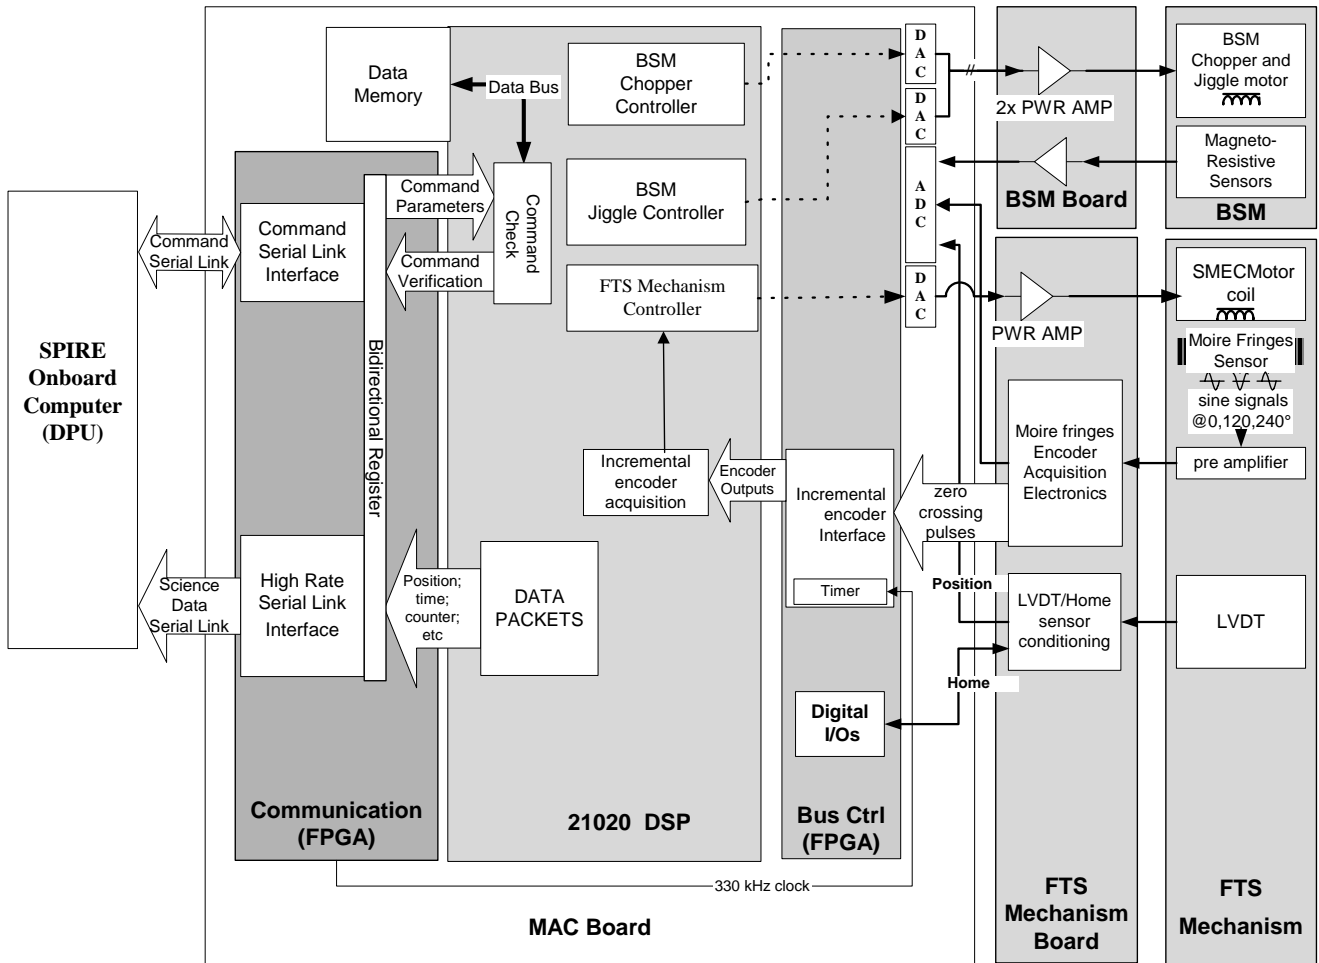 SPIRE
Onboard
Computer
(DPU)
Command
Serial Link
Science
Data
Serial Link
Command
Serial Link
Interface
High Rate
Serial Link
Interface
Bidirectional Register
Communication
(FPGA)
Data
Memory
Data Bus
Command
Parameters
Command
Verification
Command
Check
Position;
time;
counter;
etc
DATA
PACKETS
BSM
Chopper
Controller
BSM
Jiggle Controller
FTS Mechanism
Controller
Incremental
encoder
acquisition
21020 DSP
Encoder
Outputs
Incremental
encoder
Interface
Timer
Digital
I/Os
Bus Ctrl
(FPGA)
330 kHz clock
MAC Board
D
A
C
D
A
C
A
D
C
D
A
C
zero
crossing
pulses
Position
Home
2x PWR AMP
BSM Board
PWR AMP
Moire fringes
Encoder
Acquisition
Electronics
LVDT/Home
sensor
conditioning
FTS
Mechanism
Board
BSM
Chopper and
Jiggle motor
Magneto-
Resistive
Sensors
BSM
SMECMotor
coil
Moire Fringes
Sensor
sine signals
@0,120,240°
pre amplifier
LVDT
FTS
Mechanism